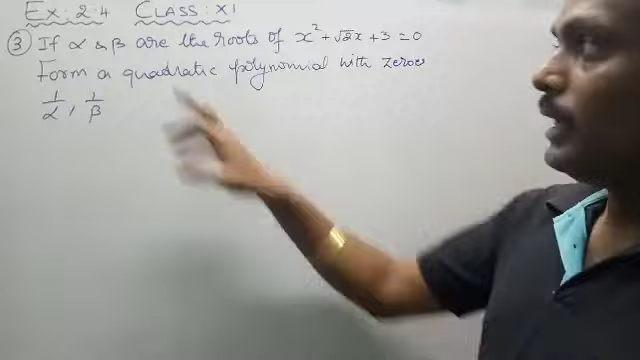 Ex: 2.4 CLASS: XI
③ If α & β are the roots of x² + √2x + 3 = 0
Form a quadratic polynomial with zeroes
1/α , 1/β